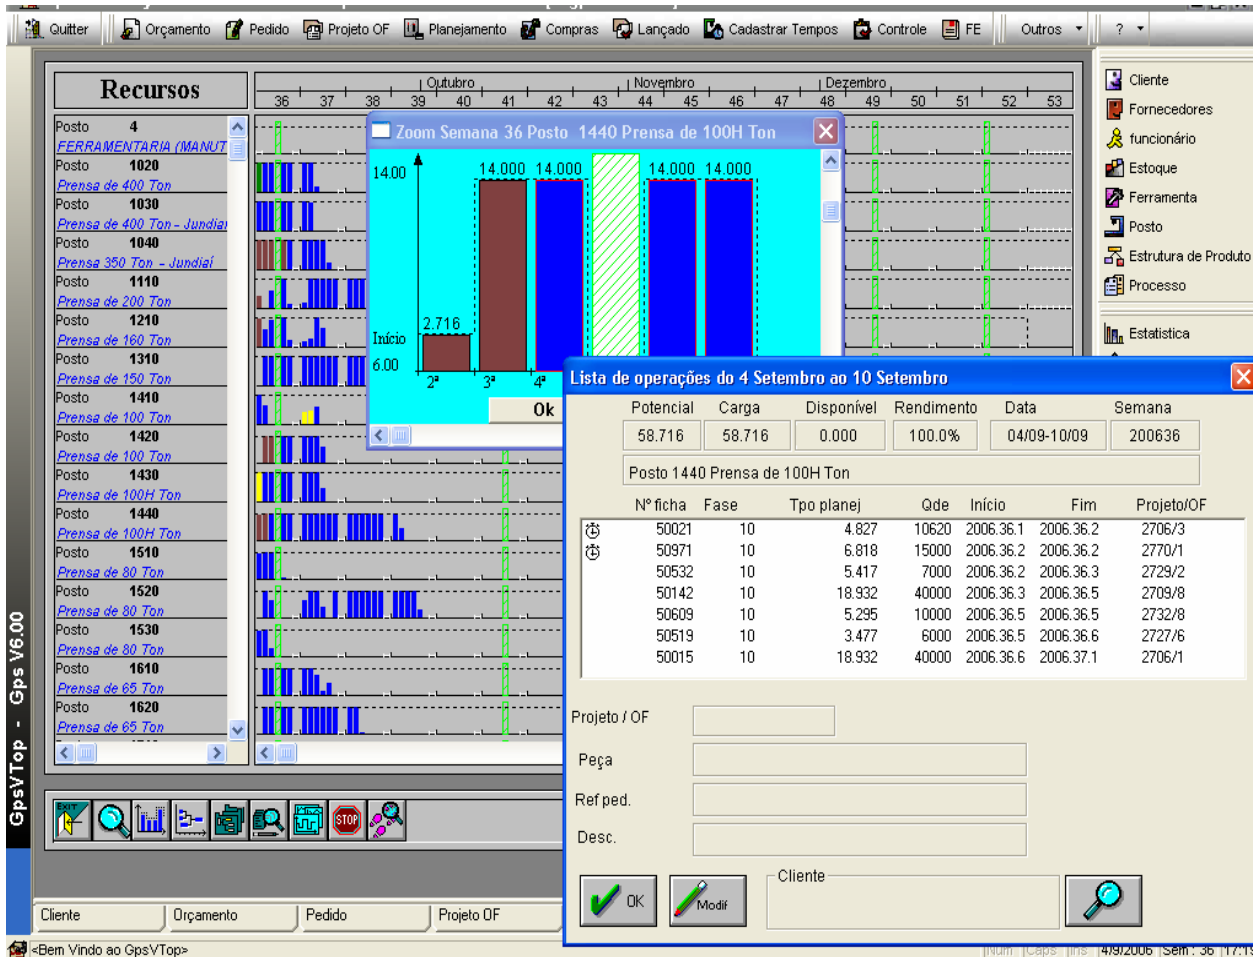 Quitter Orçamento Pedido Projeto OF Planejamento Compras Lançado Cadastrar Tempos Controle FE Outros ?
Recursos
Outubro Novembro Dezembro
36 37 38 39 40 41 42 43 44 45 46 47 48 49 50 51 52 53
Posto 4
FERRAMENTARIA (MANUT
Posto 1020
Prensa de 400 Ton
Posto 1030
Prensa de 400 Ton - Jundiaí
Posto 1040
Prensa 350 Ton - Jundiaí
Posto 1110
Prensa de 200 Ton
Posto 1210
Prensa de 160 Ton
Posto 1310
Prensa de 150 Ton
Posto 1410
Prensa de 100 Ton
Posto 1420
Prensa de 100 Ton
Posto 1430
Prensa de 100H Ton
Posto 1440
Prensa de 100H Ton
Posto 1510
Prensa de 80 Ton
Posto 1520
Prensa de 80 Ton
Posto 1530
Prensa de 80 Ton
Posto 1610
Prensa de 65 Ton
Posto 1620
Prensa de 65 Ton
Zoom Semana 36 Posto 1440 Prensa de 100H Ton
14.00 14.000 14.000 14.000 14.000
2.716
Início
6.00
2ª 3ª 4ª
Ok
Cliente
Fornecedores
funcionário
Estoque
Ferramenta
Posto
Estrutura de Produto
Processo
Estatistica
Lista de operações do 4 Setembro ao 10 Setembro
Potencial Carga Disponível Rendimento Data Semana
58.716 58.716 0.000 100.0% 04/09-10/09 200636
Posto 1440 Prensa de 100H Ton
Nº ficha Fase Tpo planej Qde Início Fim Projeto/OF
50021 10 4.827 10620 2006.36.1 2006.36.2 2706/3
50971 10 6.818 15000 2006.36.2 2006.36.2 2770/1
50532 10 5.417 7000 2006.36.2 2006.36.3 2729/2
50142 10 18.932 40000 2006.36.3 2006.36.5 2709/8
50609 10 5.295 10000 2006.36.5 2006.36.5 2732/8
50519 10 3.477 6000 2006.36.5 2006.36.6 2727/6
50015 10 18.932 40000 2006.36.6 2006.37.1 2706/1
Projeto / OF
Peça
Ref ped.
Desc.
Cliente
OK Modif
GpsVTop - Gps V6.00
EXIT STOP
Cliente Orçamento Pedido Projeto OF
<Bem Vindo ao GpsVTop> Num Caps Ins 4/9/2006 Sem : 36 17:19